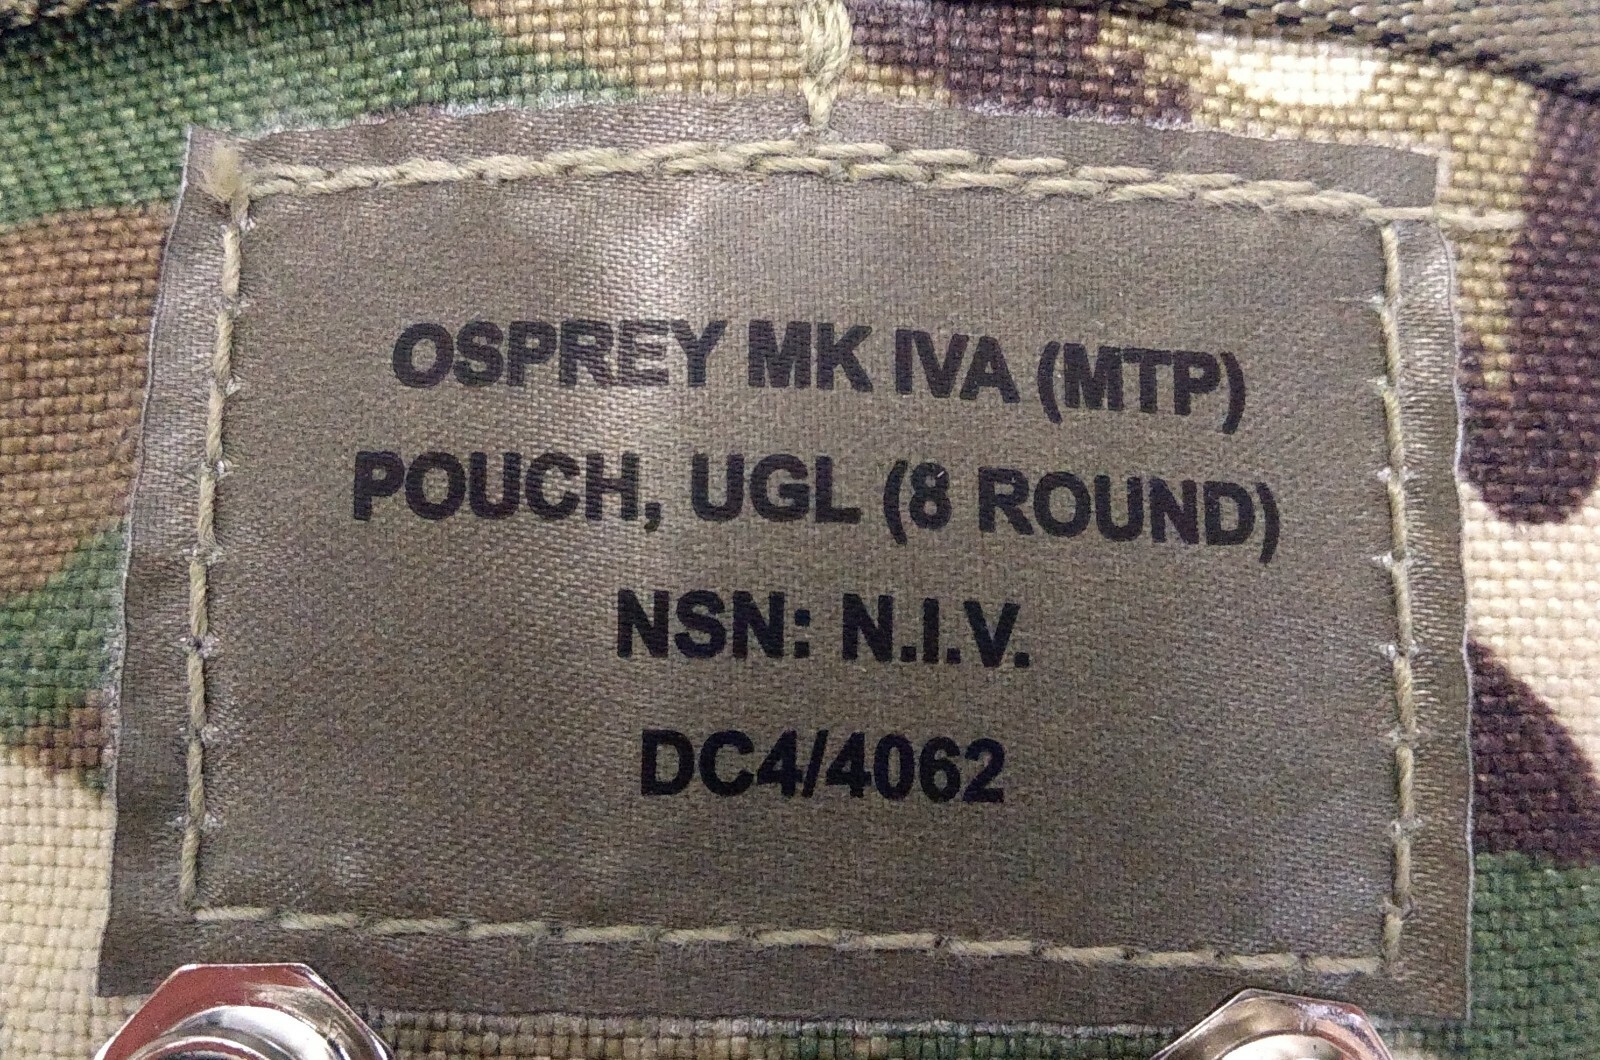 OSPREY MK IVA (MTP)
POUCH, UGL (8 ROUND)
NSN: N.I.V.
DC4/4062